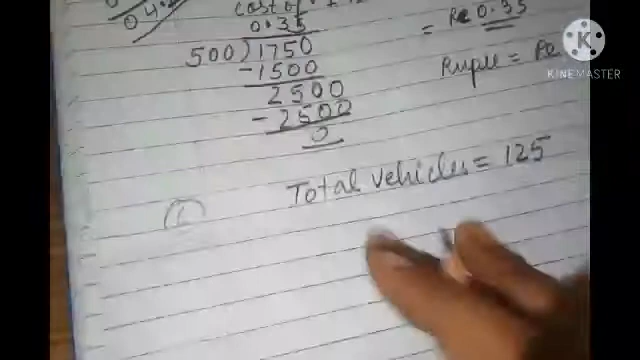 cost of
0.35
= Re 0.35
500)1750
-1500
2500
-2500
0
Rupee = Re
Total vehicles = 125
KINEMASTER